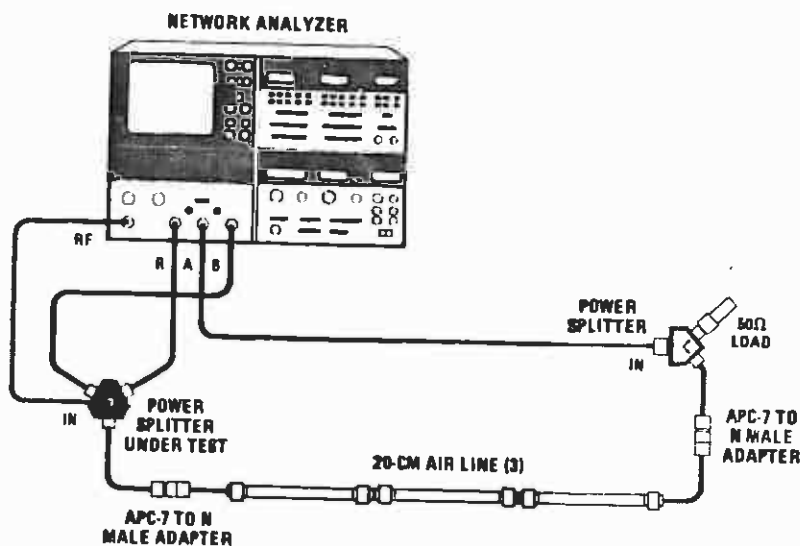 NETWORK ANALYZER
RF
R
A
B
POWER
SPLITTER
IN
50Ω
LOAD
IN
POWER
SPLITTER
UNDER TEST
APC-7 TO
N MALE
ADAPTER
20-CM AIR LINE (3)
APC-7 TO N
MALE ADAPTER